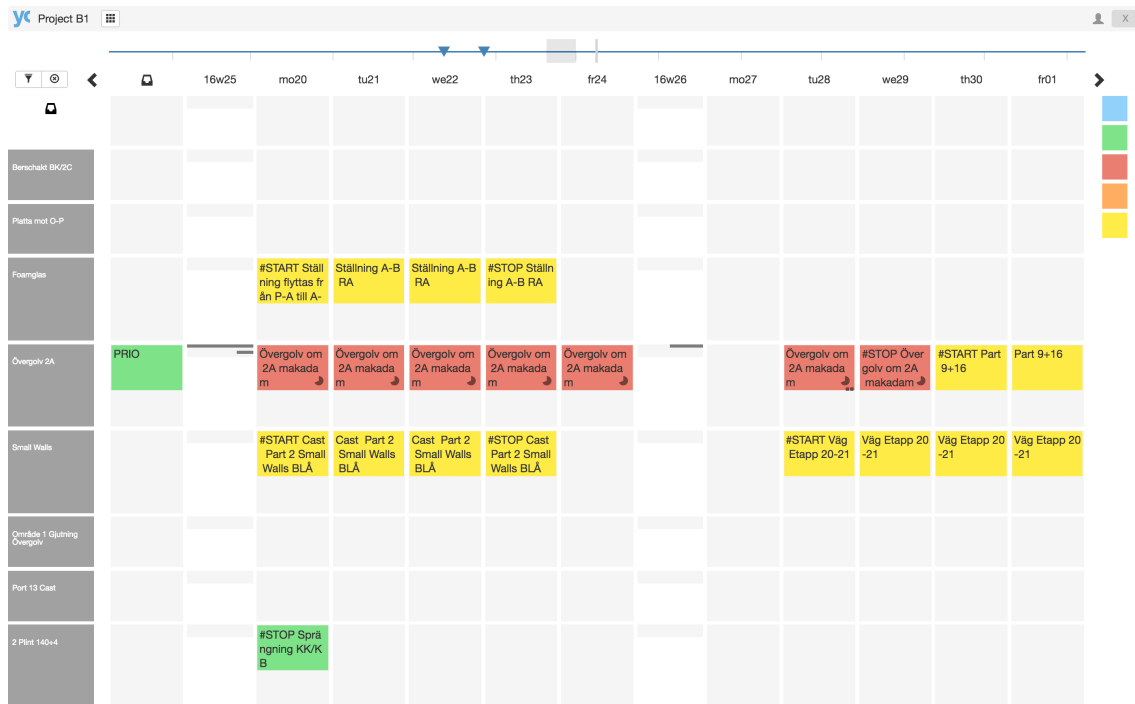 yc Project B1
X
16w25 mo20 tu21 we22 th23 fr24 16w26 mo27 tu28 we29 th30 fr01
Berschakt BK/2C
Platta mot O-P
Foamglas
#START Ställ
ning flyttas fr
ån P-A till A-
Ställning A-B
RA
Ställning A-B
RA
#STOP Ställn
ing A-B RA
Övergolv 2A
PRIO
Övergolv om
2A makada
m
Övergolv om
2A makada
m
Övergolv om
2A makada
m
Övergolv om
2A makada
m
Övergolv om
2A makada
m
Övergolv om
2A makada
m
#STOP Över
golv om 2A
makadam
#START Part
9+16
Part 9+16
Small Walls
#START Cast
Part 2 Small
Walls BLÅ
Cast Part 2
Small Walls
BLÅ
Cast Part 2
Small Walls
BLÅ
#STOP Cast
Part 2 Small
Walls BLÅ
#START Väg
Etapp 20-21
Väg Etapp 20
-21
Väg Etapp 20
-21
Väg Etapp 20
-21
Område 1 Gjutning
Övergolv
Port 13 Cast
2 Plint 140+4
#STOP Sprä
ngning KK/K
B